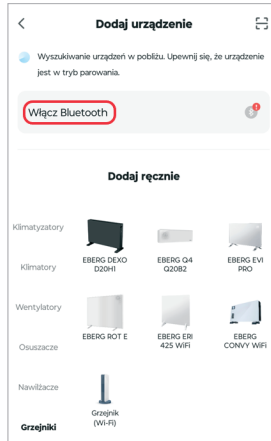 Dodaj urządzenie
Wyszukiwanie urządzeń w pobliżu. Upewnij się, że urządzenie
jest w tryb parowania.
Włącz Bluetooth
Dodaj ręcznie
Klimatyzatory
Klimatory
Wentylatory
Osuszacze
Nawilżacze
Grzejniki
EBERG DEXO
D20H1
EBERG Q4
Q20B2
EBERG EVI
PRO
EBERG ROT E
EBERG ERI
425 WiFi
EBERG
CONVY WiFi
Grzejnik
(Wi-Fi)